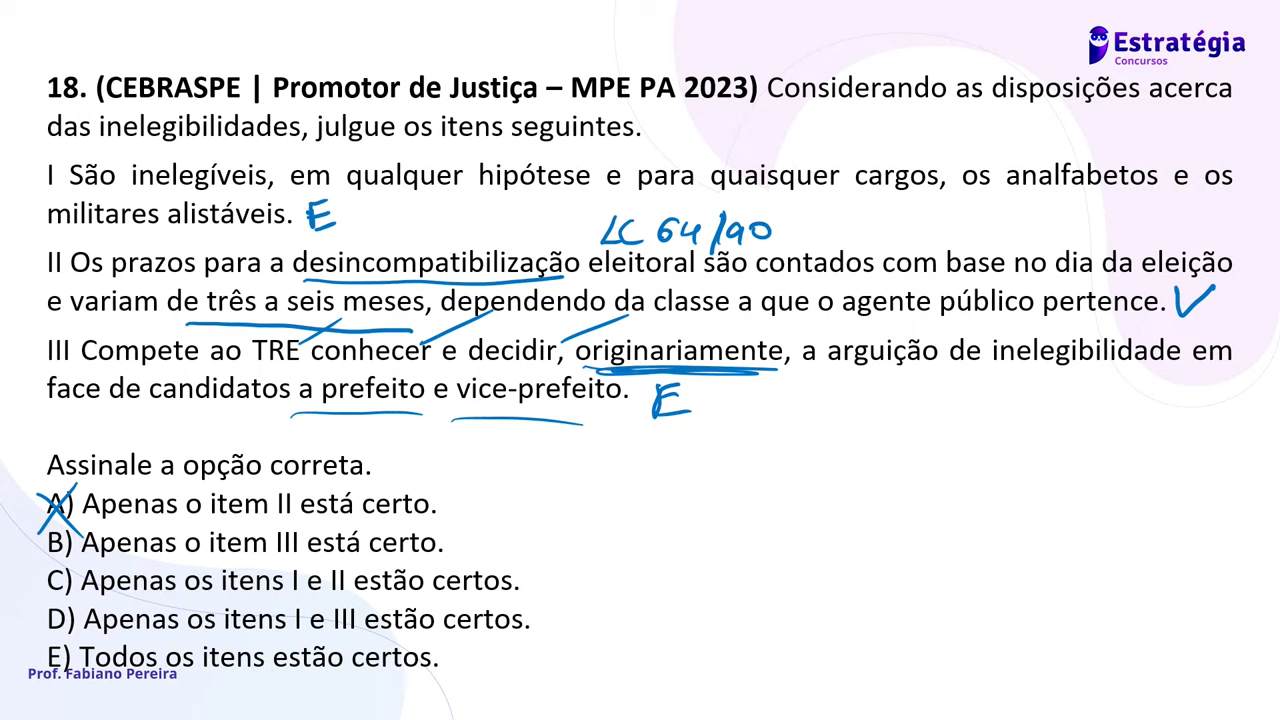 Estratégia
Concursos
18. (CEBRASPE | Promotor de Justiça – MPE PA 2023) Considerando as disposições acerca
das inelegibilidades, julgue os itens seguintes.
I São inelegíveis, em qualquer hipótese e para quaisquer cargos, os analfabetos e os
militares alistáveis. E
LC 64/90
II Os prazos para a desincompatibilização eleitoral são contados com base no dia da eleição
e variam de três a seis meses, dependendo da classe a que o agente público pertence.
III Compete ao TRE conhecer e decidir, originariamente, a arguição de inelegibilidade em
face de candidatos a prefeito e vice-prefeito. E
Assinale a opção correta.
A) Apenas o item II está certo.
B) Apenas o item III está certo.
C) Apenas os itens I e II estão certos.
D) Apenas os itens I e III estão certos.
E) Todos os itens estão certos.
Prof. Fabiano Pereira